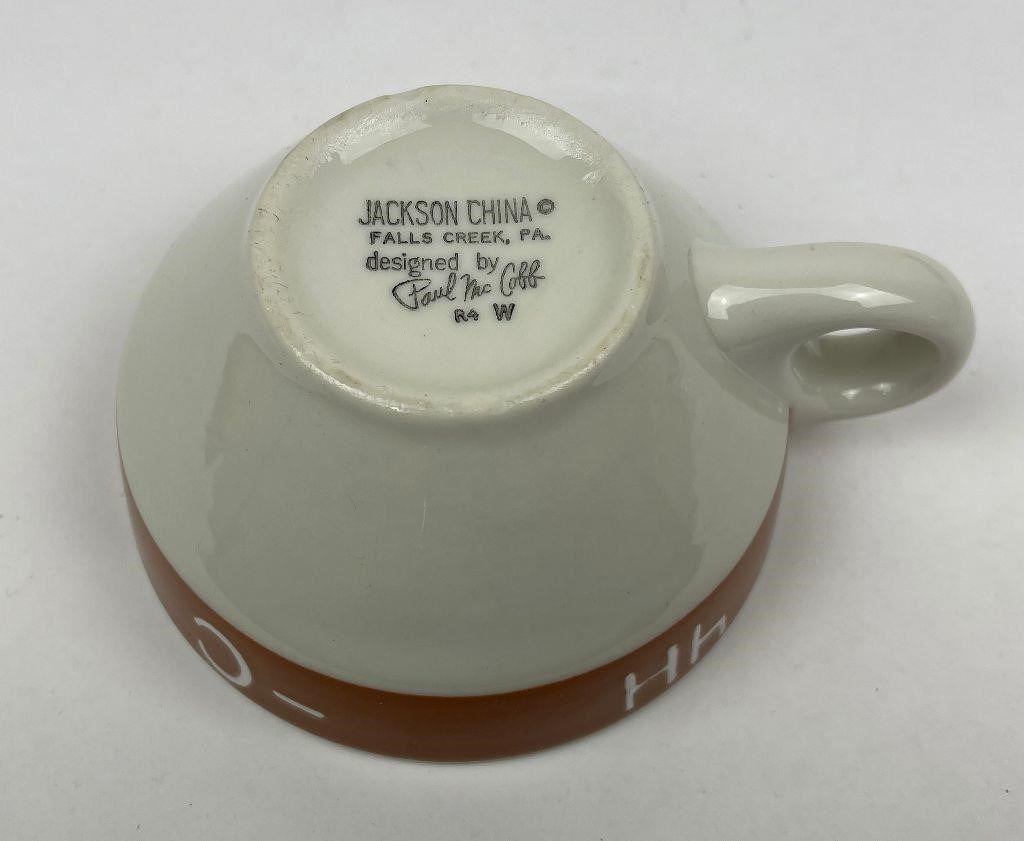 JACKSON CHINA ©
FALLS CREEK, PA.
designed by
Paul McCobb
R4 W